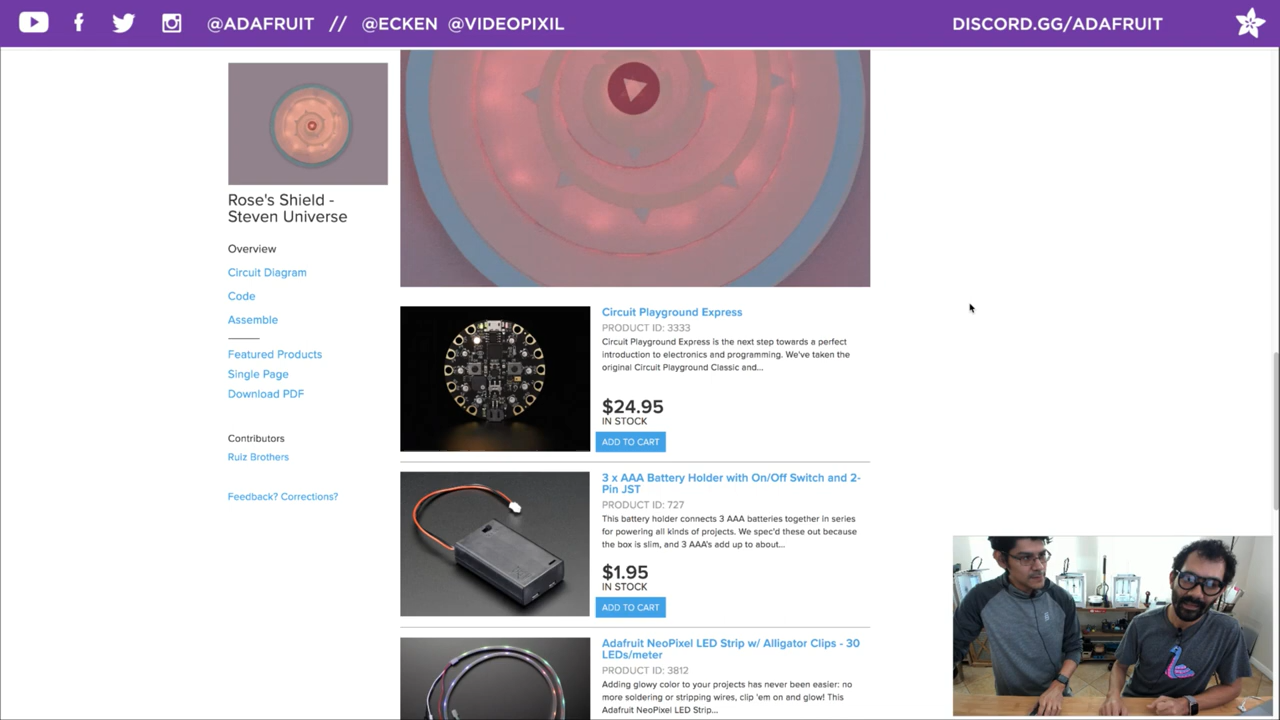 @ADAFRUIT // @ECKEN @VIDEOPIXIL
DISCORD.GG/ADAFRUIT
Rose's Shield -
Steven Universe
Overview
Circuit Diagram
Code
Assemble
Featured Products
Single Page
Download PDF
Contributors
Ruiz Brothers
Feedback? Corrections?
Circuit Playground Express
PRODUCT ID: 3333
Circuit Playground Express is the next step towards a perfect
introduction to electronics and programming. We've taken the
original Circuit Playground Classic and...
$24.95
IN STOCK
ADD TO CART
3 x AAA Battery Holder with On/Off Switch and 2-
Pin JST
PRODUCT ID: 727
This battery holder connects 3 AAA batteries together in series
for powering all kinds of projects. We spec'd these out because
the box is slim, and 3 AAA's add up to about...
$1.95
IN STOCK
ADD TO CART
Adafruit NeoPixel LED Strip w/ Alligator Clips - 30
LEDs/meter
PRODUCT ID: 3812
Adding glowy color to your projects has never been easier: no
more soldering or stripping wires, clip 'em on and glow! This
Adafruit NeoPixel LED Strip...